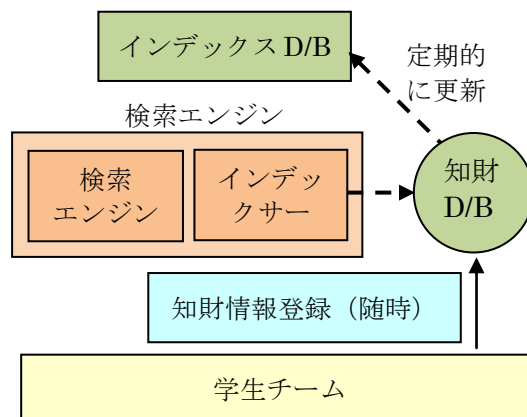 インデックス D/B
定期的
に更新
検索エンジン
検索
エンジン
インデッ
クサー
知財
D/B
知財情報登録（随時）
学生チーム